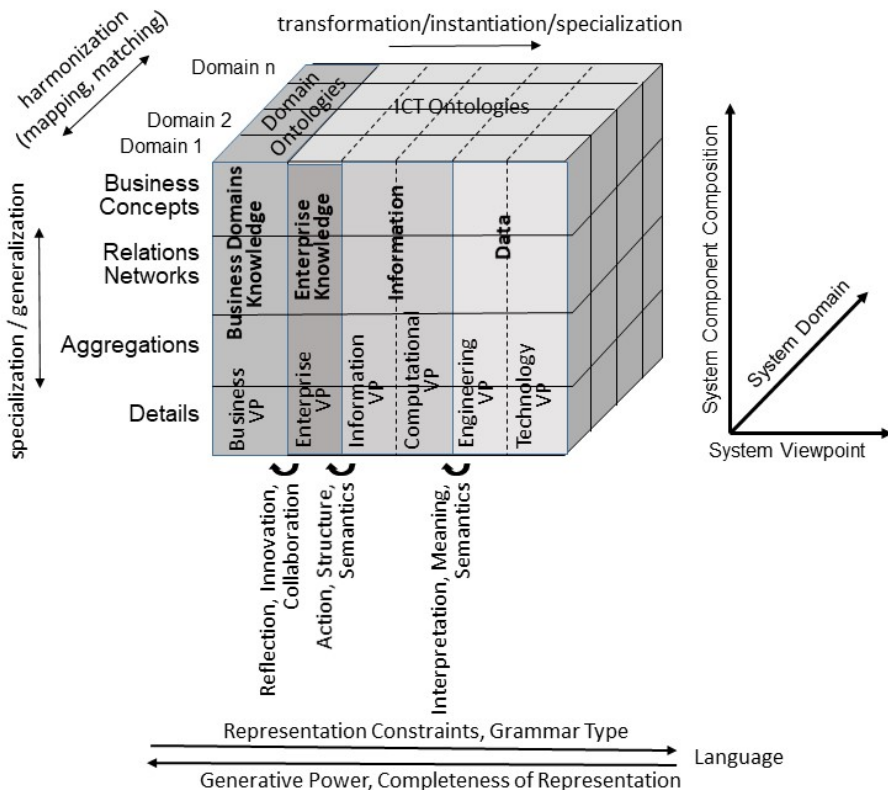 transformation/instantiation/specialization
harmonization
(mapping, matching)
Domain n
Domain 2
Domain 1
Domain
Ontologies
ICT Ontologies
Business
Concepts
Relations
Networks
Aggregations
Details
specialization / generalization
Business Domains
Knowledge
Enterprise
Knowledge
Information
Data
Business
VP
Enterprise
VP
Information
VP
Computational
VP
Engineering
VP
Technology
VP
System Component Composition
System Domain
System Viewpoint
Reflection, Innovation,
Collaboration
Action, Structure,
Semantics
Interpretation, Meaning,
Semantics
Representation Constraints, Grammar Type
Language
Generative Power, Completeness of Representation